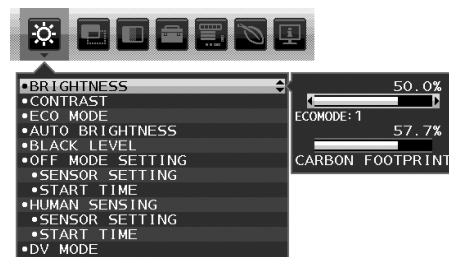 •BRIGHTNESS
•CONTRAST
•ECO MODE
•AUTO BRIGHTNESS
•BLACK LEVEL
•OFF MODE SETTING
•SENSOR SETTING
•START TIME
•HUMAN SENSING
•SENSOR SETTING
•START TIME
•DV MODE
50.0%
ECOMODE:1
57.7%
CARBON FOOTPRINT